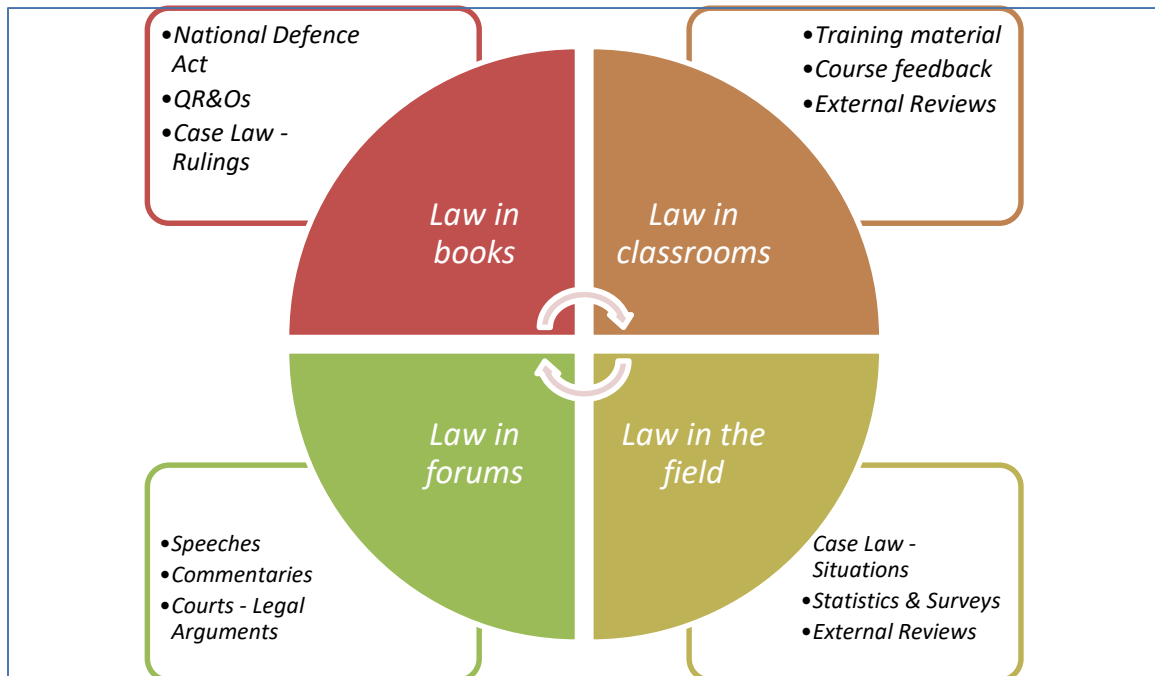 •National Defence
Act
•QR&Os
•Case Law -
Rulings
•Training material
•Course feedback
•External Reviews
Law in
books
Law in
classrooms
Law in
forums
Law in the
field
•Speeches
•Commentaries
•Courts - Legal
Arguments
Case Law -
Situations
•Statistics & Surveys
•External Reviews